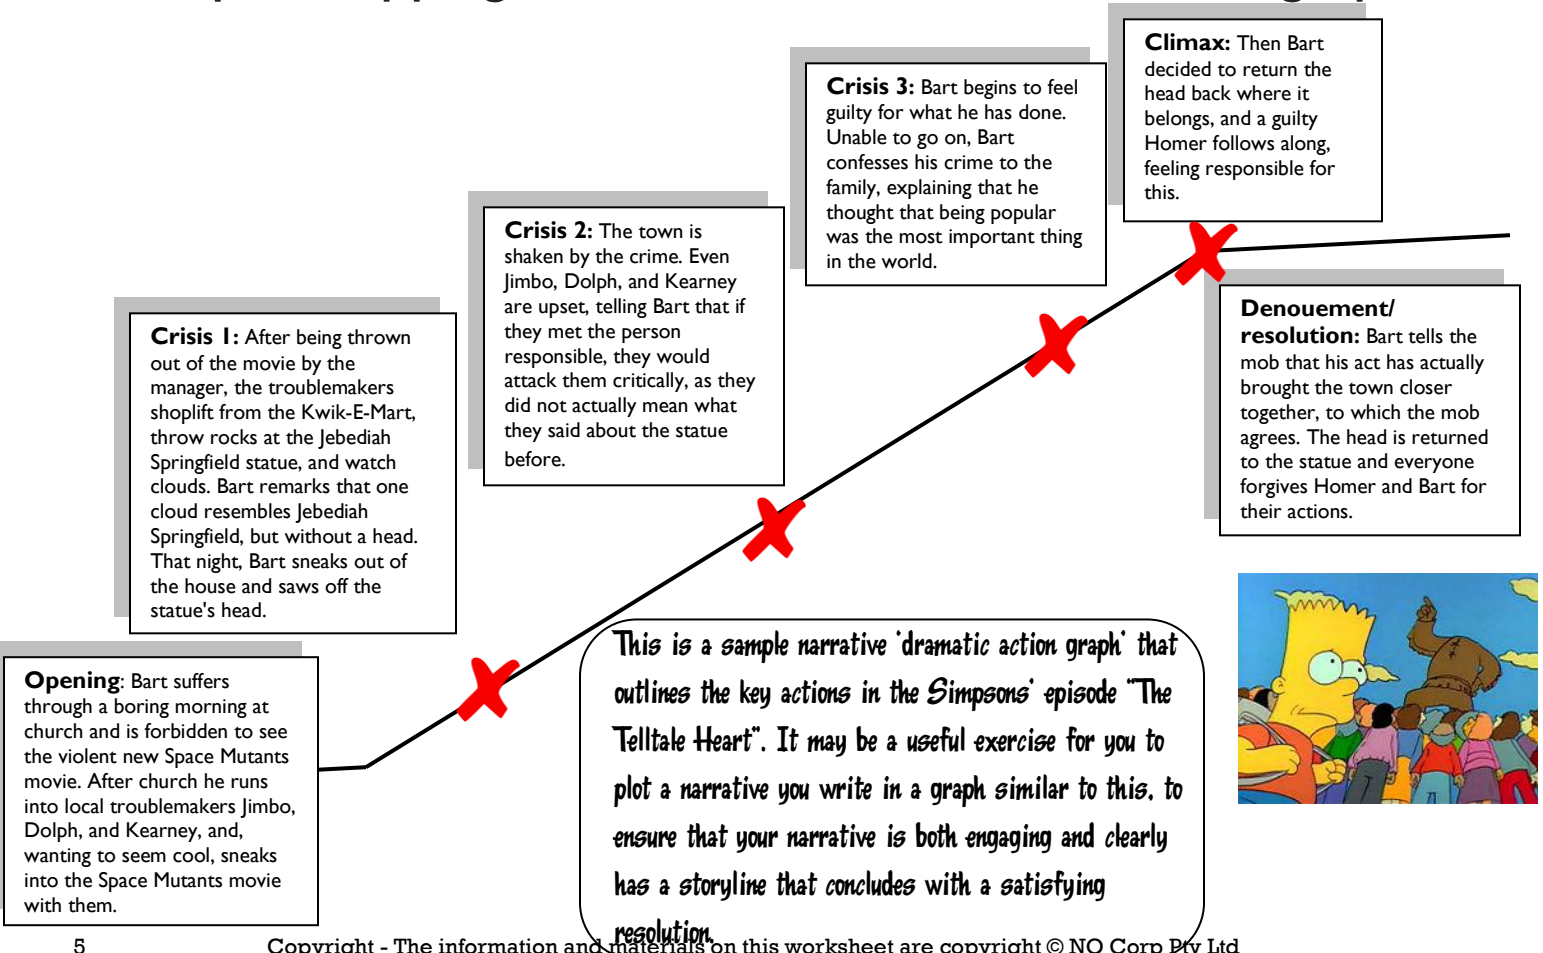 Opening: Bart suffers
through a boring morning at
church and is forbidden to see
the violent new Space Mutants
movie. After church he runs
into local troublemakers Jimbo,
Dolph, and Kearney, and,
wanting to seem cool, sneaks
into the Space Mutants movie
with them.
Crisis 1: After being thrown
out of the movie by the
manager, the troublemakers
shoplift from the Kwik-E-Mart,
throw rocks at the Jebediah
Springfield statue, and watch
clouds. Bart remarks that one
cloud resembles Jebediah
Springfield, but without a head.
That night, Bart sneaks out of
the house and saws off the
statue's head.
Crisis 2: The town is
shaken by the crime. Even
Jimbo, Dolph, and Kearney
are upset, telling Bart that if
they met the person
responsible, they would
attack them critically, as they
did not actually mean what
they said about the statue
before.
Crisis 3: Bart begins to feel
guilty for what he has done.
Unable to go on, Bart
confesses his crime to the
family, explaining that he
thought that being popular
was the most important thing
in the world.
Climax: Then Bart
decided to return the
head back where it
belongs, and a guilty
Homer follows along,
feeling responsible for
this.
Denouement/
resolution: Bart tells the
mob that his act has actually
brought the town closer
together, to which the mob
agrees. The head is returned
to the statue and everyone
forgives Homer and Bart for
their actions.
This is a sample narrative 'dramatic action graph' that
outlines the key actions in the Simpsons' episode "The
Telltale Heart". It may be a useful exercise for you to
plot a narrative you write in a graph similar to this, to
ensure that your narrative is both engaging and clearly
has a storyline that concludes with a satisfying
resolution.
5
Copyright - The information and materials on this worksheet are copyright © NO Corp Pty Ltd